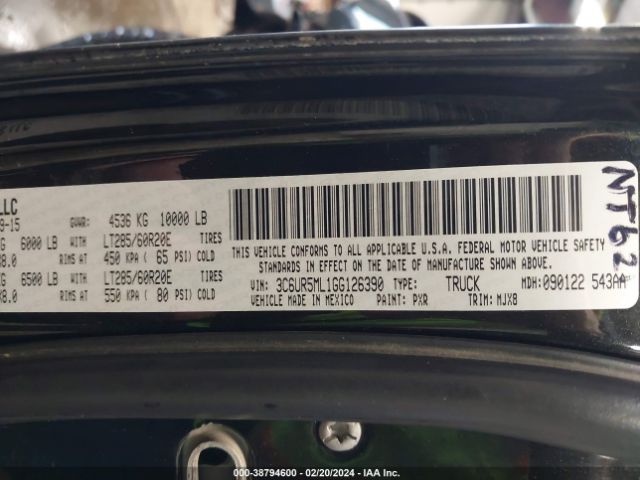 LLC
9-15
GVWR: 4536 KG 10000 LB
KG 6000 LB WITH LT285/60R20E TIRES
X8.0 RIMS AT 450 KPA ( 65 PSI) COLD
KG 6500 LB WITH LT285/60R20E TIRES
X8.0 RIMS AT 550 KPA ( 80 PSI) COLD
THIS VEHICLE CONFORMS TO ALL APPLICABLE U.S.A. FEDERAL MOTOR VEHICLE SAFETY
STANDARDS IN EFFECT ON THE DATE OF MANUFACTURE SHOWN ABOVE.
VIN: 3C6UR5ML1GG126390 TYPE: TRUCK MDH: 090122 543AA
VEHICLE MADE IN MEXICO PAINT: PXR TRIM: MJX8
000-38794600 - 02/20/2024 - IAA Inc.